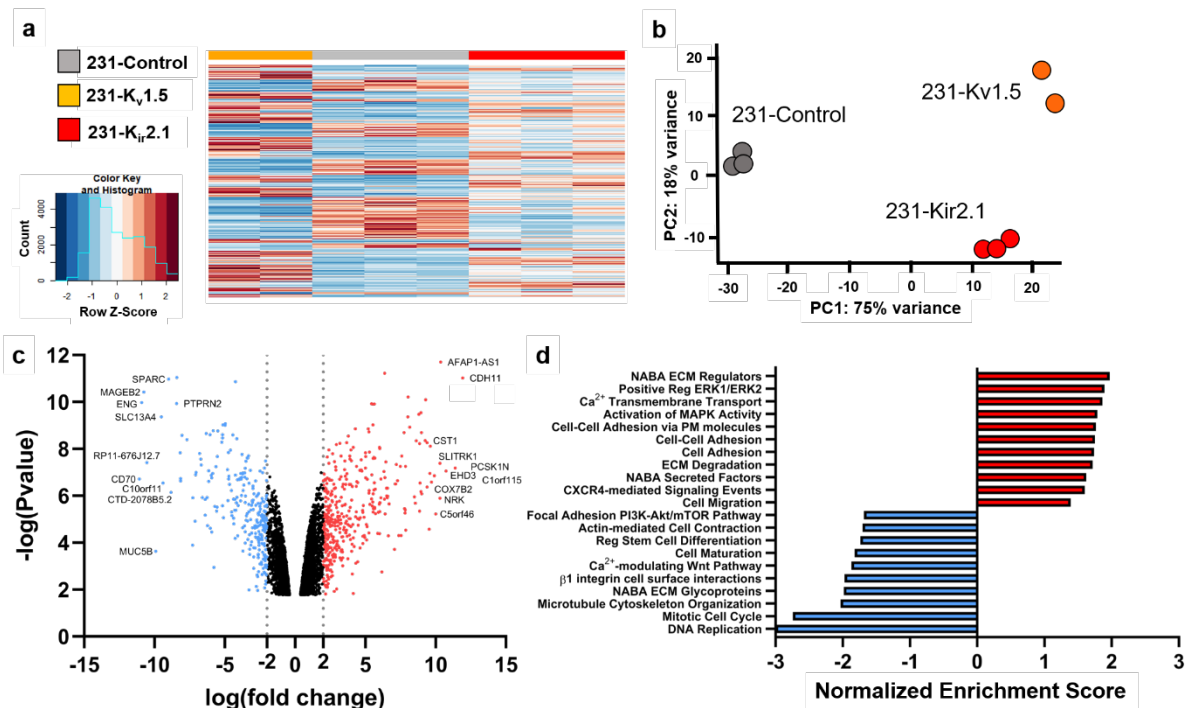 a
231-Control
231-Kv1.5
231-Kir2.1
Color Key
and Histogram
Count
0 2000 4000
-2 -1 0 1 2
Row Z-Score
b
20
10
0
-10
PC2: 18% variance
231-Control
231-Kv1.5
231-Kir2.1
-30 -20 -10 0 10 20
PC1: 75% variance
c
12
10
8
6
4
2
0
-log(Pvalue)
SPARC
MAGEB2
ENG
PTPRN2
SLC13A4
RP11-676J12.7
CD70
C10orf11
CTD-2078B5.2
MUC5B
AFAP1-AS1
CDH11
CST1
SLITRK1
PCSK1N
EHD3
C1orf115
COX7B2
NRK
C5orf46
-15 -10 -5 -2 0 2 5 10 15
log(fold change)
d
NABA ECM Regulators
Positive Reg ERK1/ERK2
Ca2+ Transmembrane Transport
Activation of MAPK Activity
Cell-Cell Adhesion via PM molecules
Cell-Cell Adhesion
Cell Adhesion
ECM Degradation
NABA Secreted Factors
CXCR4-mediated Signaling Events
Cell Migration
Focal Adhesion PI3K-Akt/mTOR Pathway
Actin-mediated Cell Contraction
Reg Stem Cell Differentiation
Cell Maturation
Ca2+-modulating Wnt Pathway
β1 integrin cell surface interactions
NABA ECM Glycoproteins
Microtubule Cytoskeleton Organization
Mitotic Cell Cycle
DNA Replication
-3 -2 -1 0 1 2 3
Normalized Enrichment Score